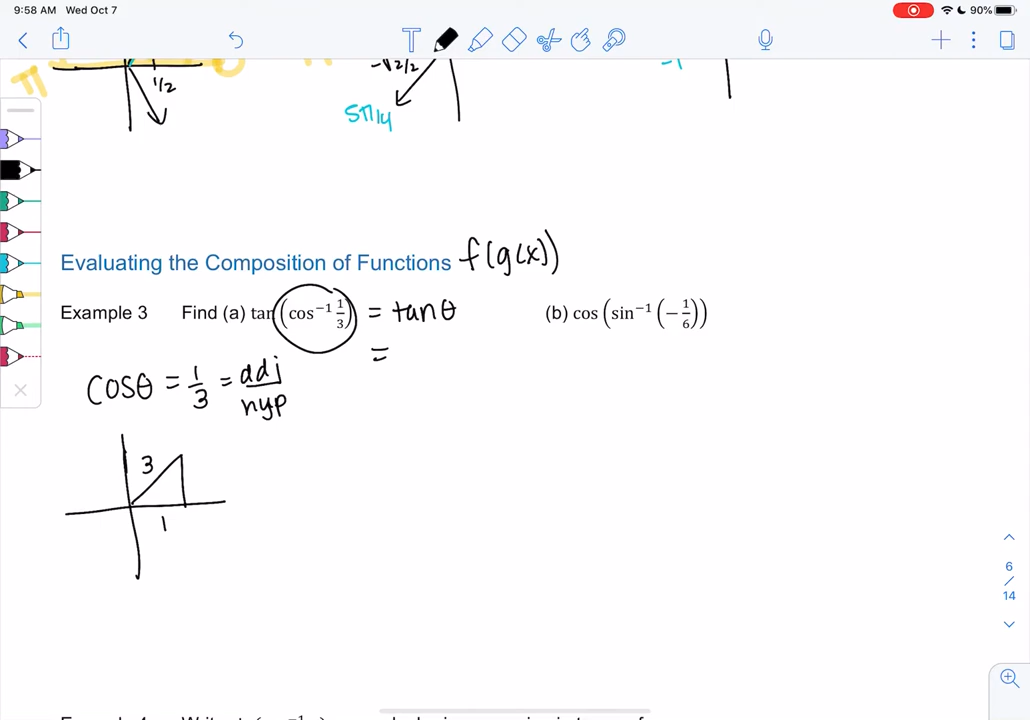 9:58 AM Wed Oct 7
90%
π
1/2
-√2/2
5π/4
-1
Evaluating the Composition of Functions f(g(x))
Example 3 Find (a) tan (cos⁻¹ 1/3) = tanθ (b) cos (sin⁻¹ (−1/6))
=
cosθ = 1/3 = adj/hyp
3
1
6
/
14